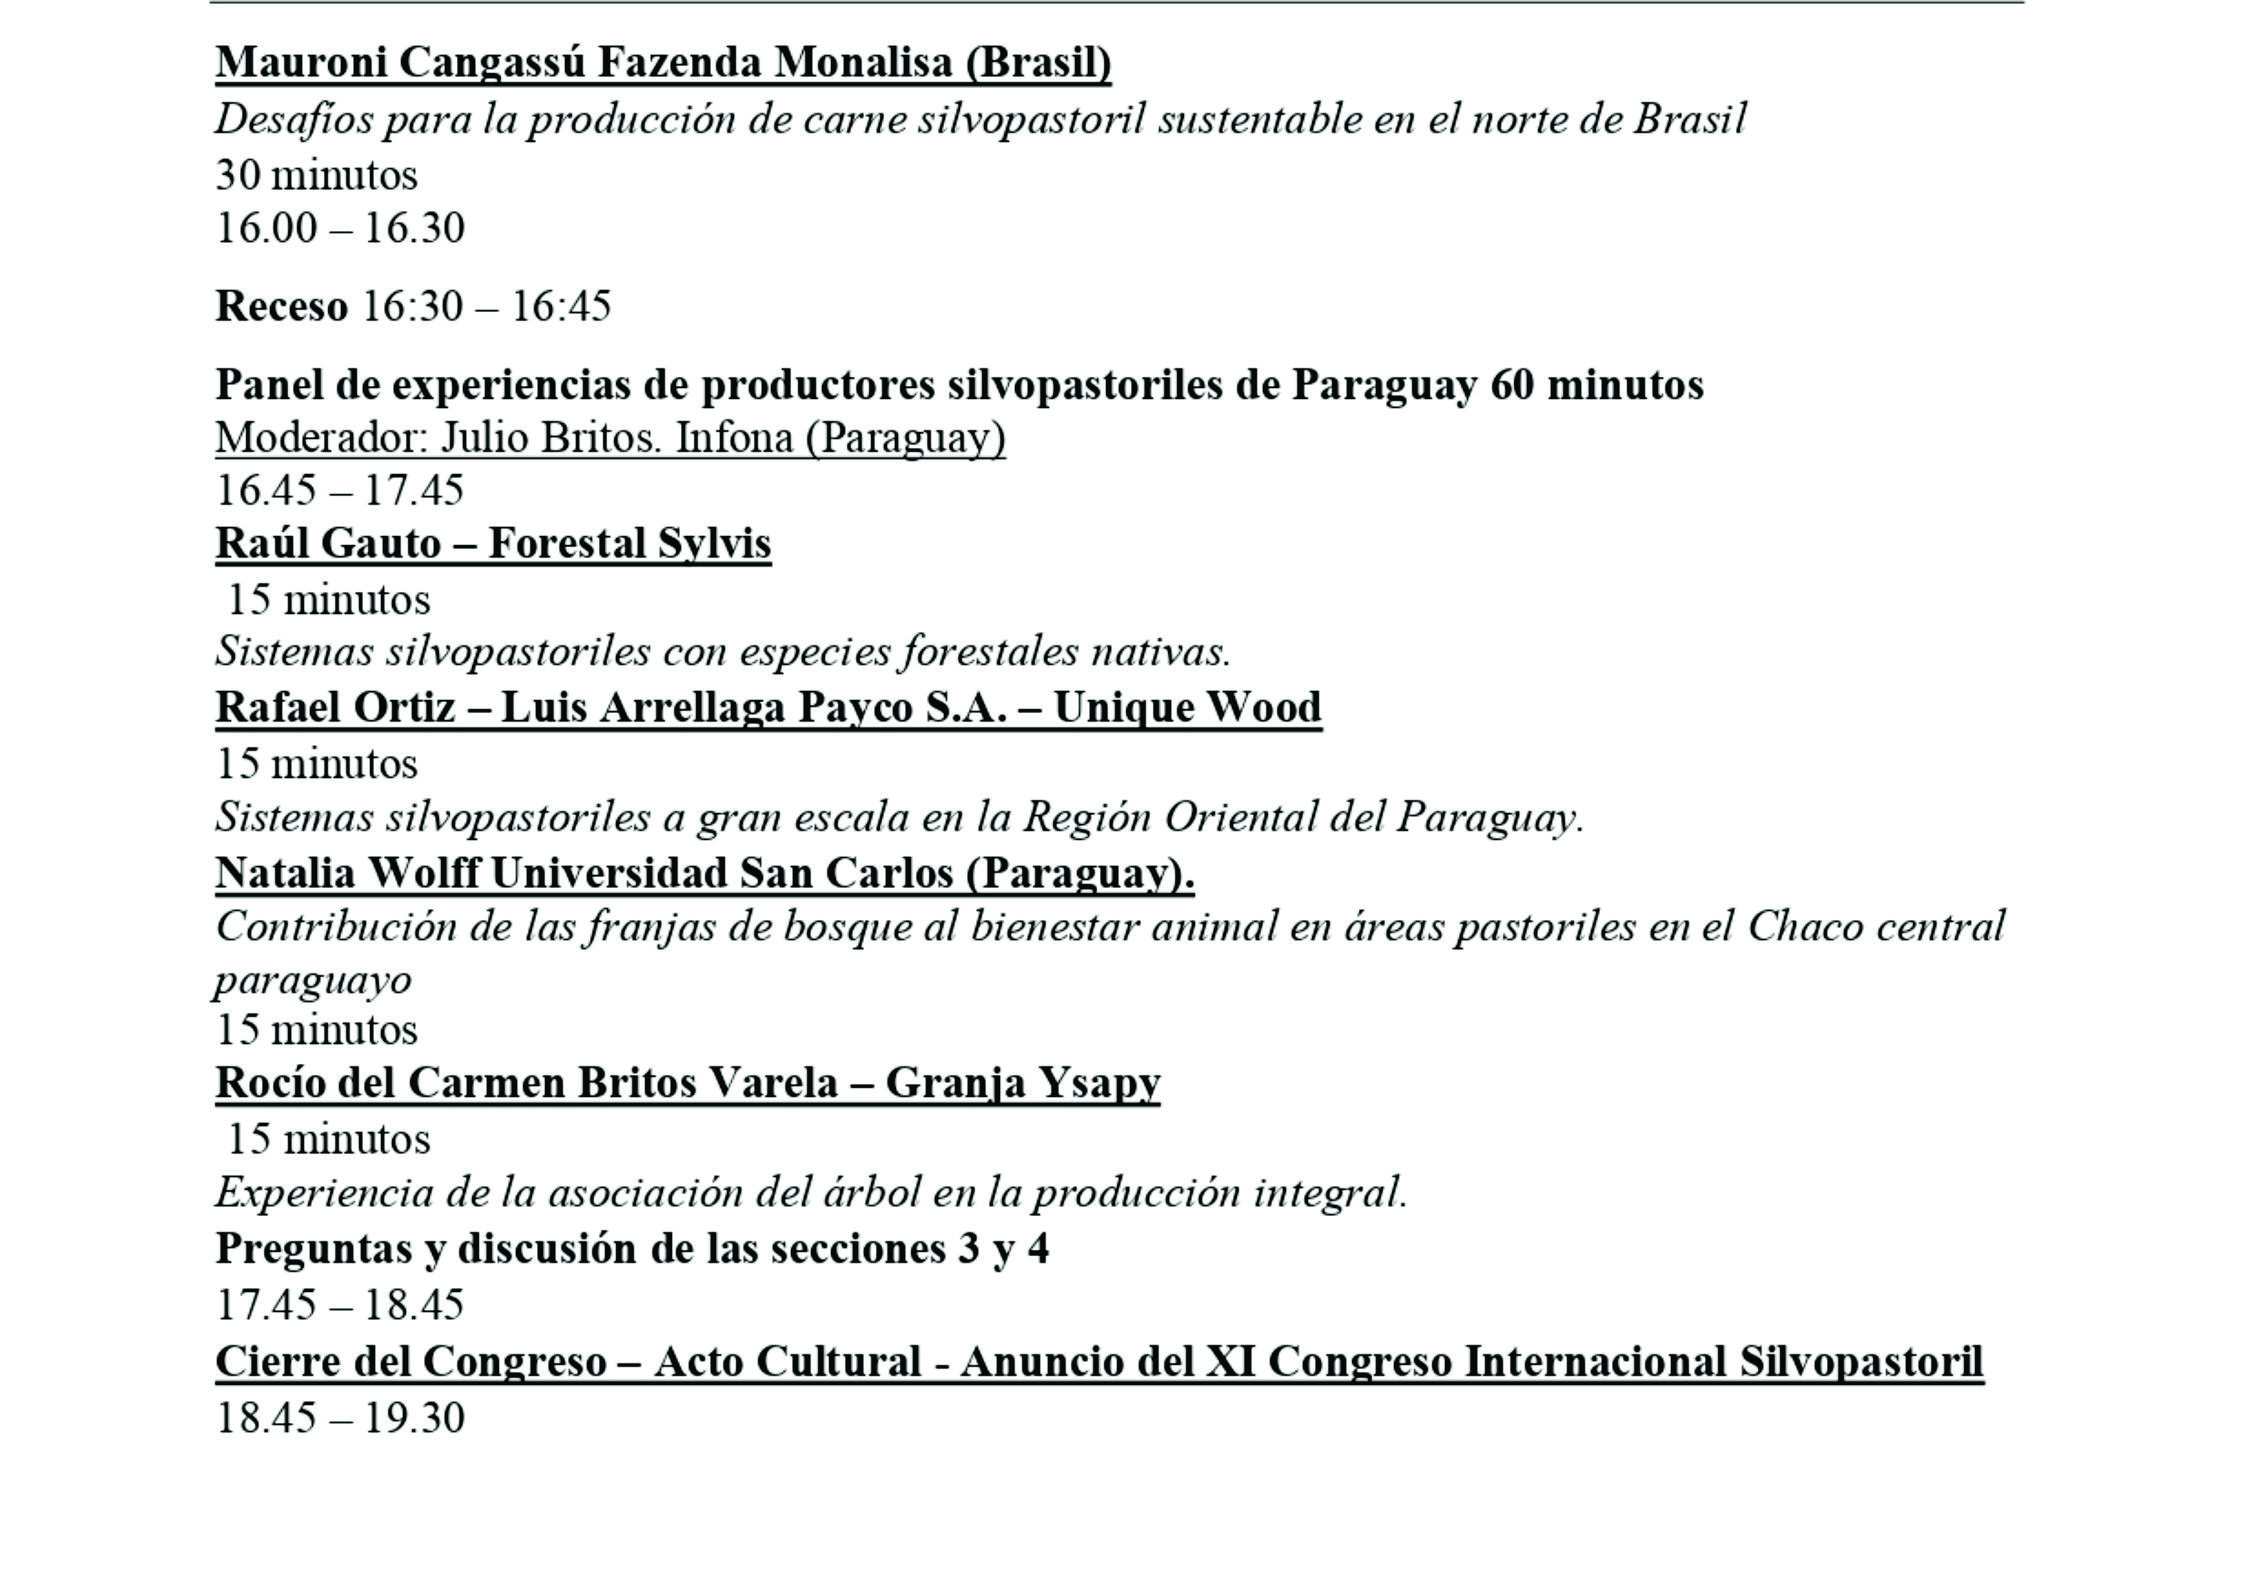 Mauroni Cangassú Fazenda Monalisa (Brasil)
Desafíos para la producción de carne silvopastoril sustentable en el norte de Brasil
30 minutos
16.00 – 16.30
Receso 16:30 – 16:45
Panel de experiencias de productores silvopastoriles de Paraguay 60 minutos
Moderador: Julio Britos. Infona (Paraguay)
16.45 – 17.45
Raúl Gauto – Forestal Sylvis
15 minutos
Sistemas silvopastoriles con especies forestales nativas.
Rafael Ortiz – Luis Arrellaga Payco S.A. – Unique Wood
15 minutos
Sistemas silvopastoriles a gran escala en la Región Oriental del Paraguay.
Natalia Wolff Universidad San Carlos (Paraguay).
Contribución de las franjas de bosque al bienestar animal en áreas pastoriles en el Chaco central
paraguayo
15 minutos
Rocío del Carmen Britos Varela – Granja Ysapy
15 minutos
Experiencia de la asociación del árbol en la producción integral.
Preguntas y discusión de las secciones 3 y 4
17.45 – 18.45
Cierre del Congreso – Acto Cultural - Anuncio del XI Congreso Internacional Silvopastoril
18.45 – 19.30